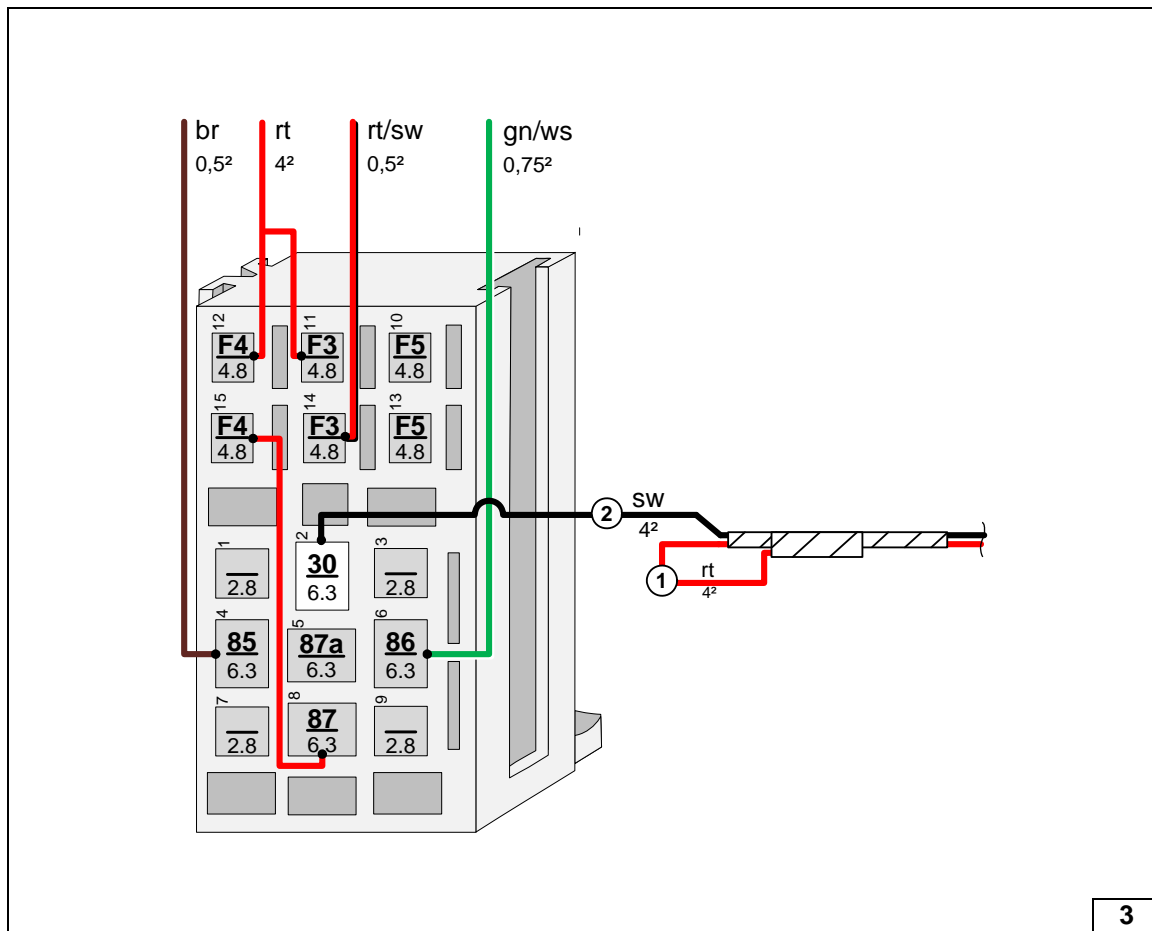 br rt rt/sw gn/ws
0,5² 4² 0,5² 0,75²
12 11 10
F4 F3 F5
4.8 4.8 4.8
15 14 13
F4 F3 F5
4.8 4.8 4.8
2 sw
4²
1 2 3
30
2.8 6.3 2.8
1 rt
4²
4 5 6
85 87a 86
6.3 6.3 6.3
7 8 9
87
2.8 6.3 2.8
3